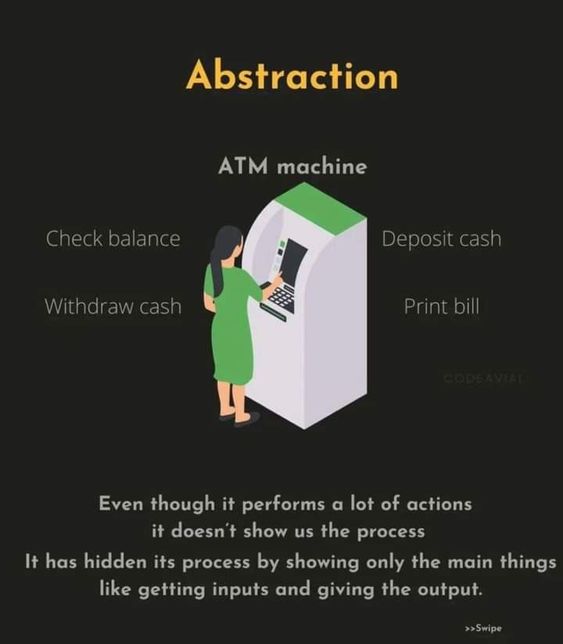 Abstraction
ATM machine
Check balance
Deposit cash
Withdraw cash
Print bill
CODEAVIAL
Even though it performs a lot of actions
it doesn't show us the process
It has hidden its process by showing only the main things
like getting inputs and giving the output.
>>Swipe